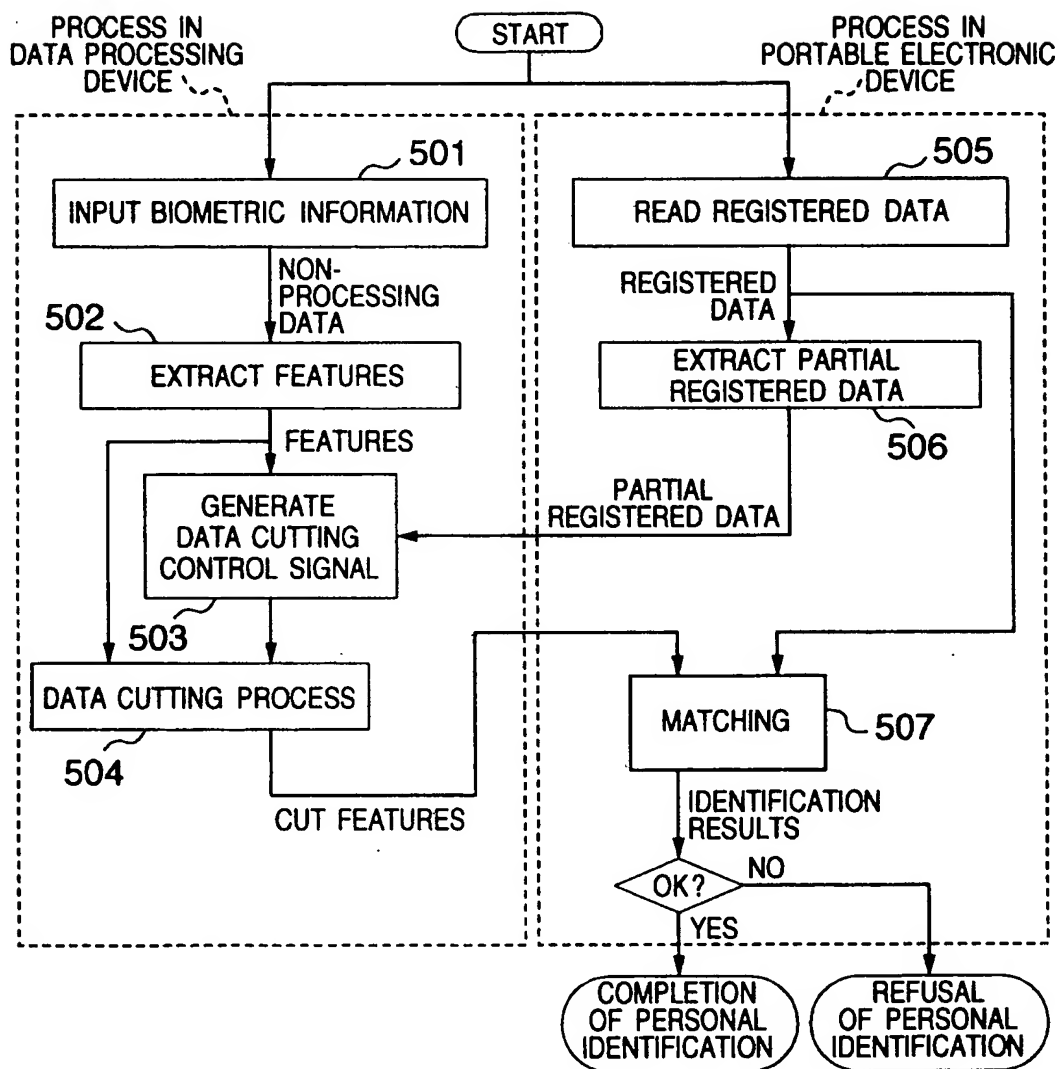 PROCESS IN
DATA PROCESSING
DEVICE
START
PROCESS IN
PORTABLE ELECTRONIC
DEVICE
501
INPUT BIOMETRIC INFORMATION
NON-
PROCESSING
DATA
502
EXTRACT FEATURES
FEATURES
GENERATE
DATA CUTTING
CONTROL SIGNAL
503
DATA CUTTING PROCESS
504
CUT FEATURES
505
READ REGISTERED DATA
REGISTERED
DATA
EXTRACT PARTIAL
REGISTERED DATA
506
PARTIAL
REGISTERED DATA
MATCHING
507
IDENTIFICATION
RESULTS
OK?
NO
YES
COMPLETION
OF PERSONAL
IDENTIFICATION
REFUSAL
OF PERSONAL
IDENTIFICATION